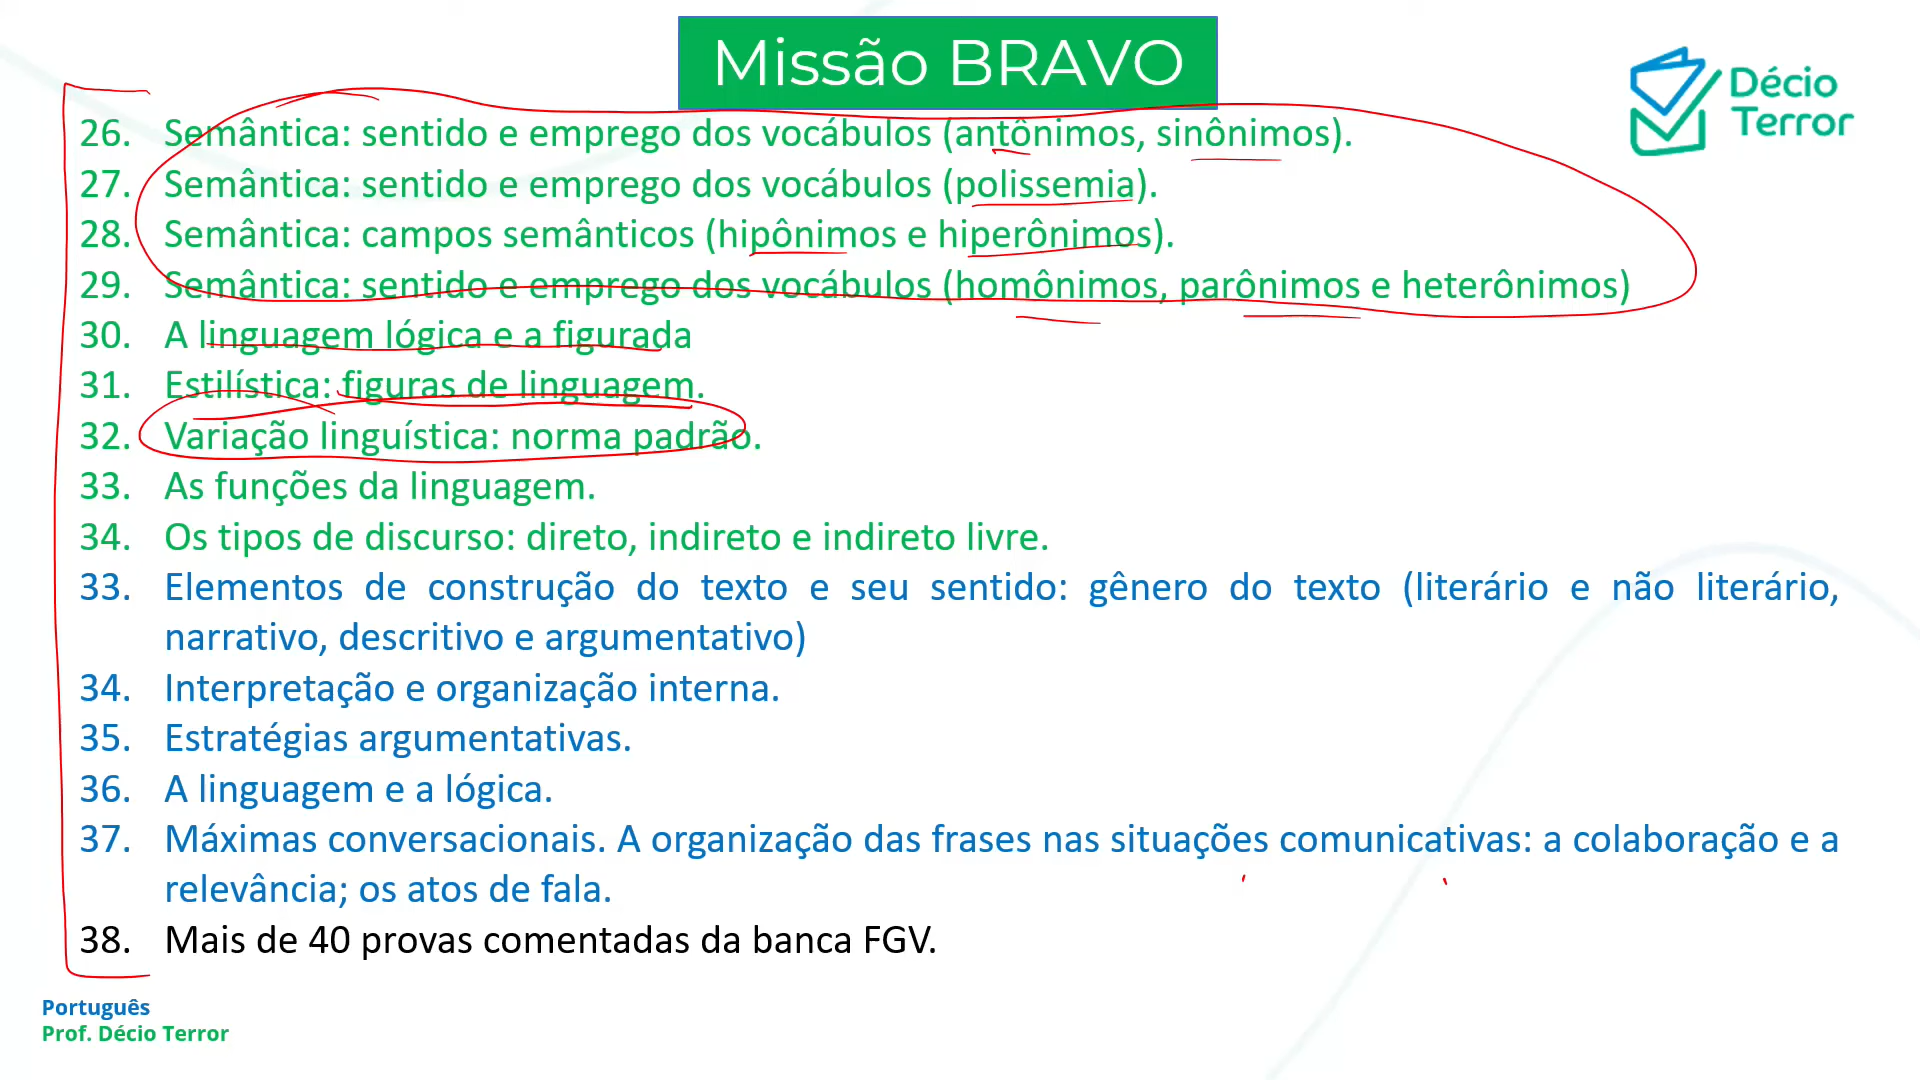 Missão BRAVO
Décio
Terror
26. Semântica: sentido e emprego dos vocábulos (antônimos, sinônimos).
27. Semântica: sentido e emprego dos vocábulos (polissemia).
28. Semântica: campos semânticos (hipônimos e hiperônimos).
29. Semântica: sentido e emprego dos vocábulos (homônimos, parônimos e heterônimos)
30. A linguagem lógica e a figurada
31. Estilística: figuras de linguagem.
32. Variação linguística: norma padrão.
33. As funções da linguagem.
34. Os tipos de discurso: direto, indireto e indireto livre.
33. Elementos de construção do texto e seu sentido: gênero do texto (literário e não literário,
narrativo, descritivo e argumentativo)
34. Interpretação e organização interna.
35. Estratégias argumentativas.
36. A linguagem e a lógica.
37. Máximas conversacionais. A organização das frases nas situações comunicativas: a colaboração e a
relevância; os atos de fala.
38. Mais de 40 provas comentadas da banca FGV.
Português
Prof. Décio Terror